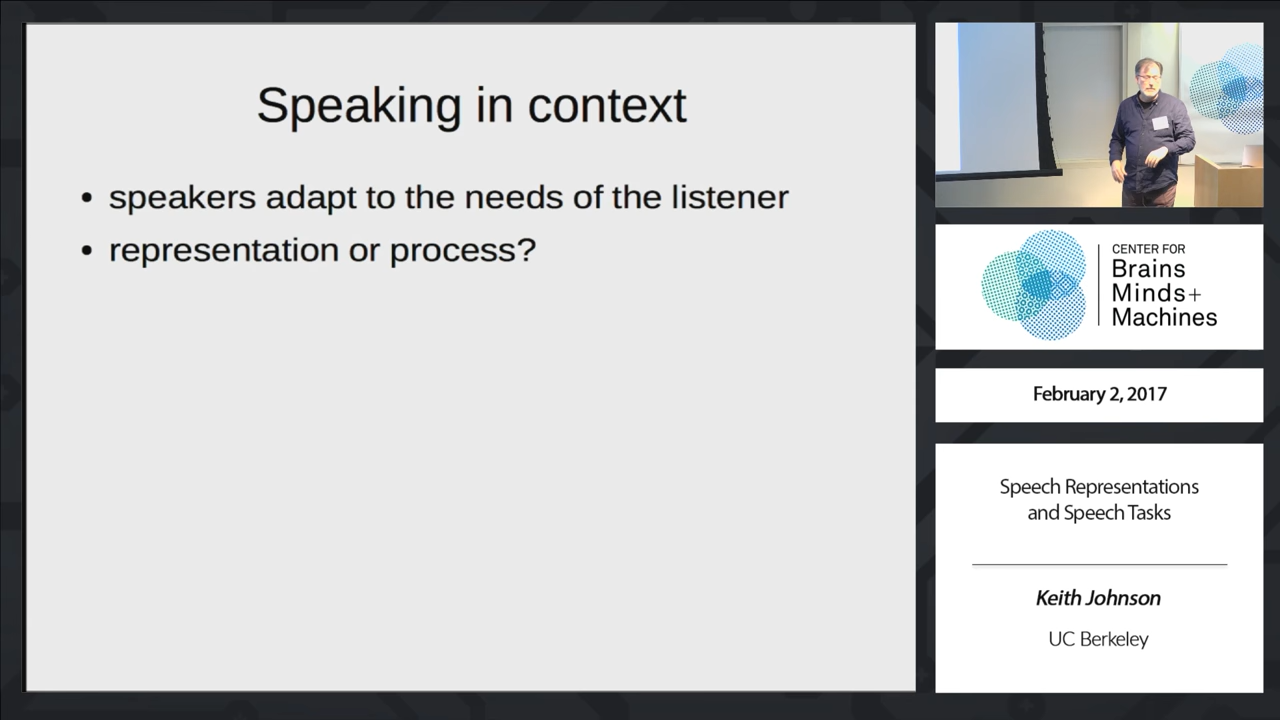 Speaking in context
• speakers adapt to the needs of the listener
• representation or process?
CENTER FOR
Brains
Minds+
Machines
February 2, 2017
Speech Representations
and Speech Tasks
Keith Johnson
UC Berkeley